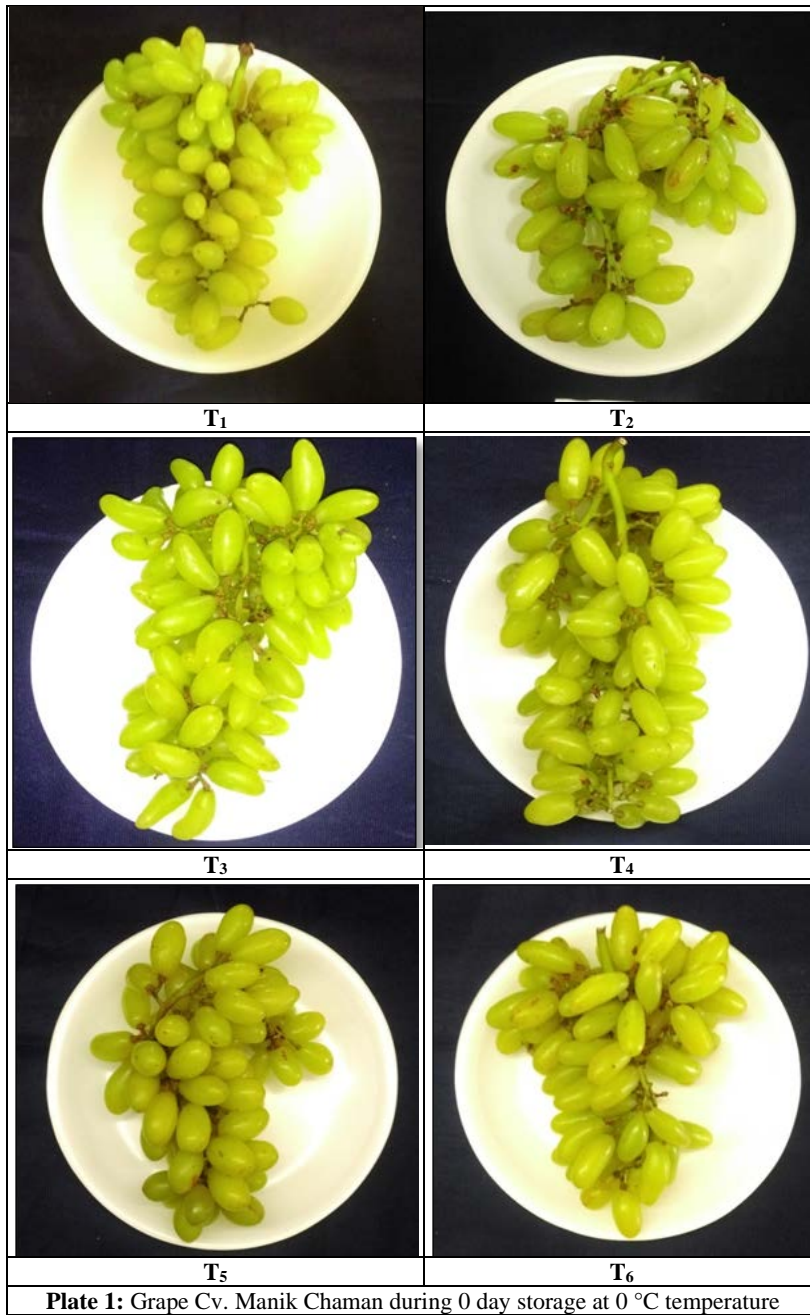 T₁ T₂
T₃ T₄
T₅ T₆
Plate 1: Grape Cv. Manik Chaman during 0 day storage at 0 °C temperature